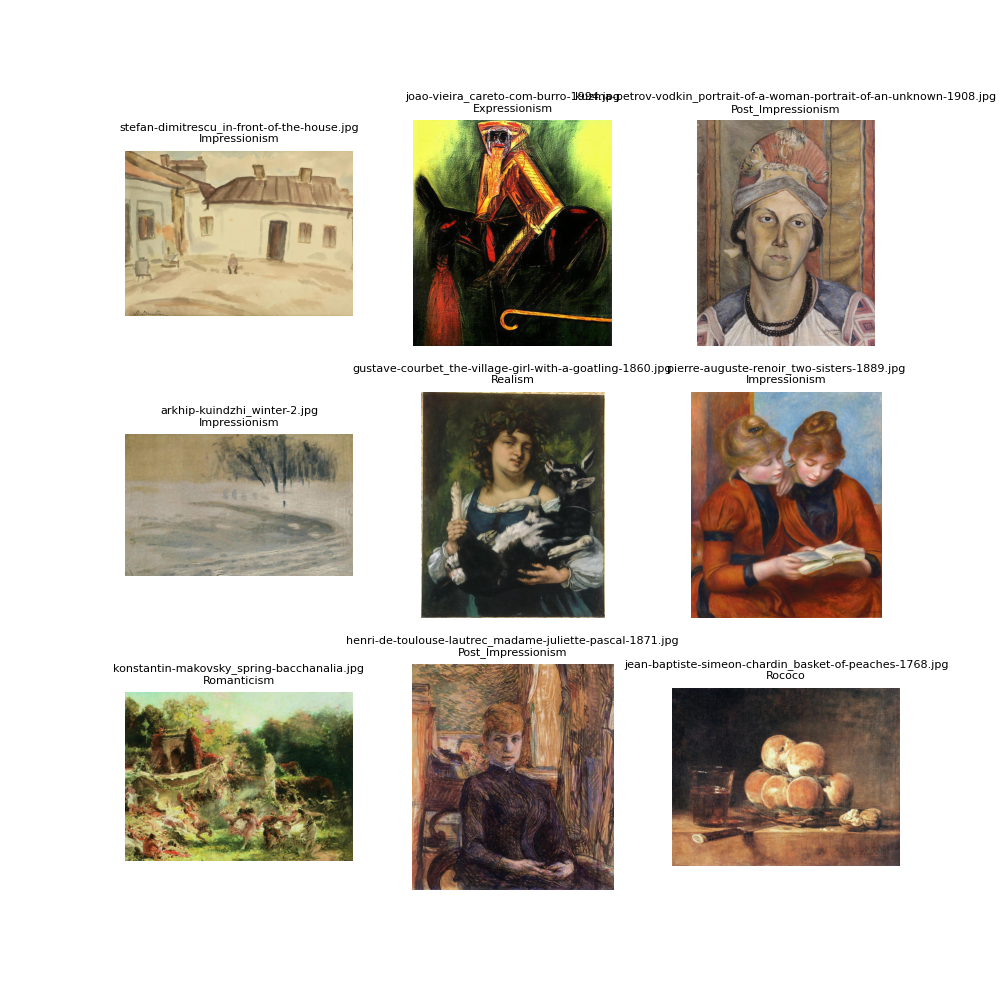 joao-vieira_careto-com-burro-1994.jpg
Expressionism
kuzma-petrov-vodkin_portrait-of-a-woman-portrait-of-an-unknown-1908.jpg
Post_Impressionism
stefan-dimitrescu_in-front-of-the-house.jpg
Impressionism
gustave-courbet_the-village-girl-with-a-goatling-1860.jpg
Realism
pierre-auguste-renoir_two-sisters-1889.jpg
Impressionism
arkhip-kuindzhi_winter-2.jpg
Impressionism
henri-de-toulouse-lautrec_madame-juliette-pascal-1871.jpg
Post_Impressionism
konstantin-makovsky_spring-bacchanalia.jpg
Romanticism
jean-baptiste-simeon-chardin_basket-of-peaches-1768.jpg
Rococo